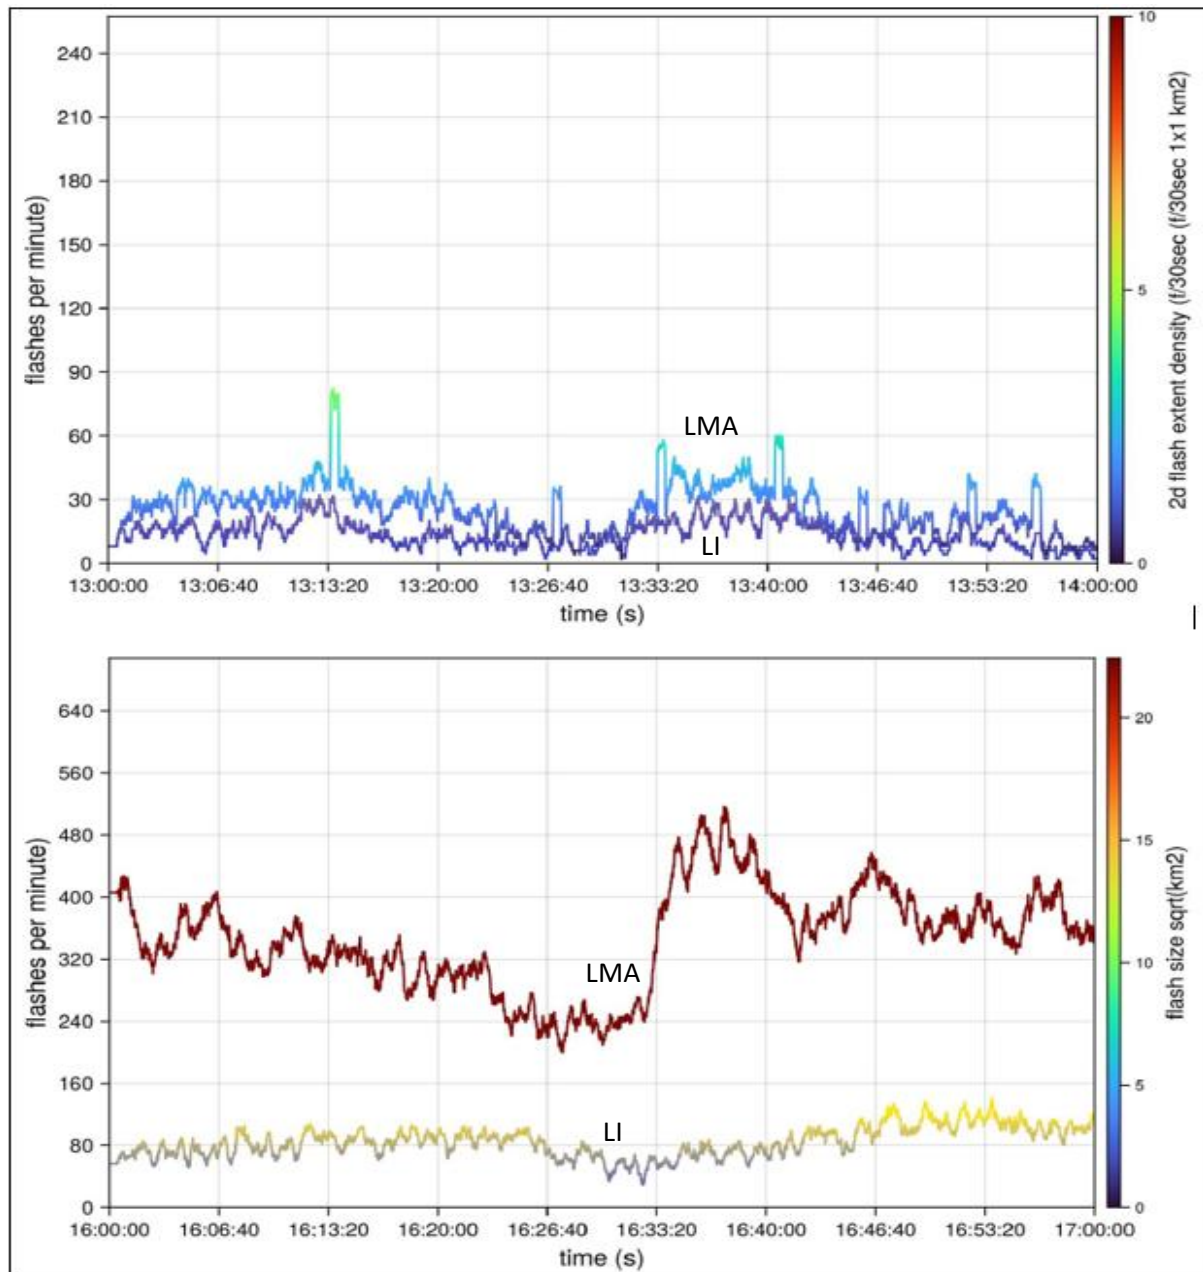 240
210
180
150
120
90
60
30
0
flashes per minute
LMA
LI
13:00:00 13:06:40 13:13:20 13:20:00 13:26:40 13:33:20 13:40:00 13:46:40 13:53:20 14:00:00
time (s)
10
5
0
2d flash extent density (f/30sec (f/30sec 1x1 km2)
640
560
480
400
320
240
160
80
0
flashes per minute
LMA
LI
16:00:00 16:06:40 16:13:20 16:20:00 16:26:40 16:33:20 16:40:00 16:46:40 16:53:20 17:00:00
time (s)
20
15
10
5
0
flash size sqrt(km2)